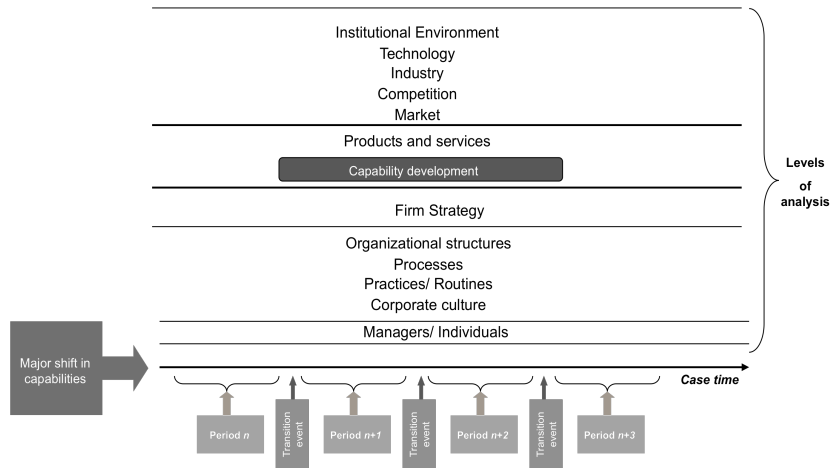 Institutional Environment
Technology
Industry
Competition
Market
Products and services
Capability development
Levels
of
analysis
Firm Strategy
Organizational structures
Processes
Practices/ Routines
Corporate culture
Managers/ Individuals
Major shift in
capabilities
Case time
Period n
Transition
event
Period n+1
Transition
event
Period n+2
Transition
event
Period n+3